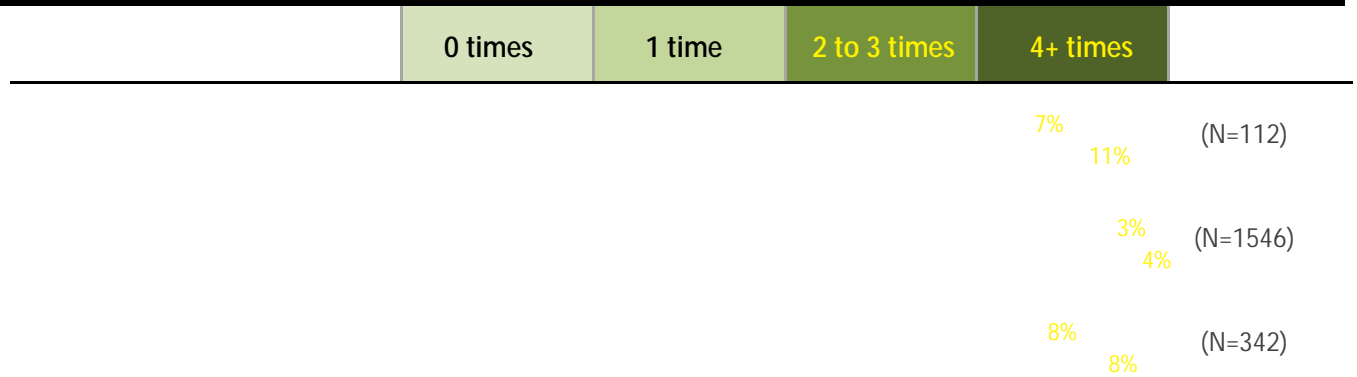 0 times 1 time 2 to 3 times 4+ times
7% (N=112)
11%
3% (N=1546)
4%
8% (N=342)
8%